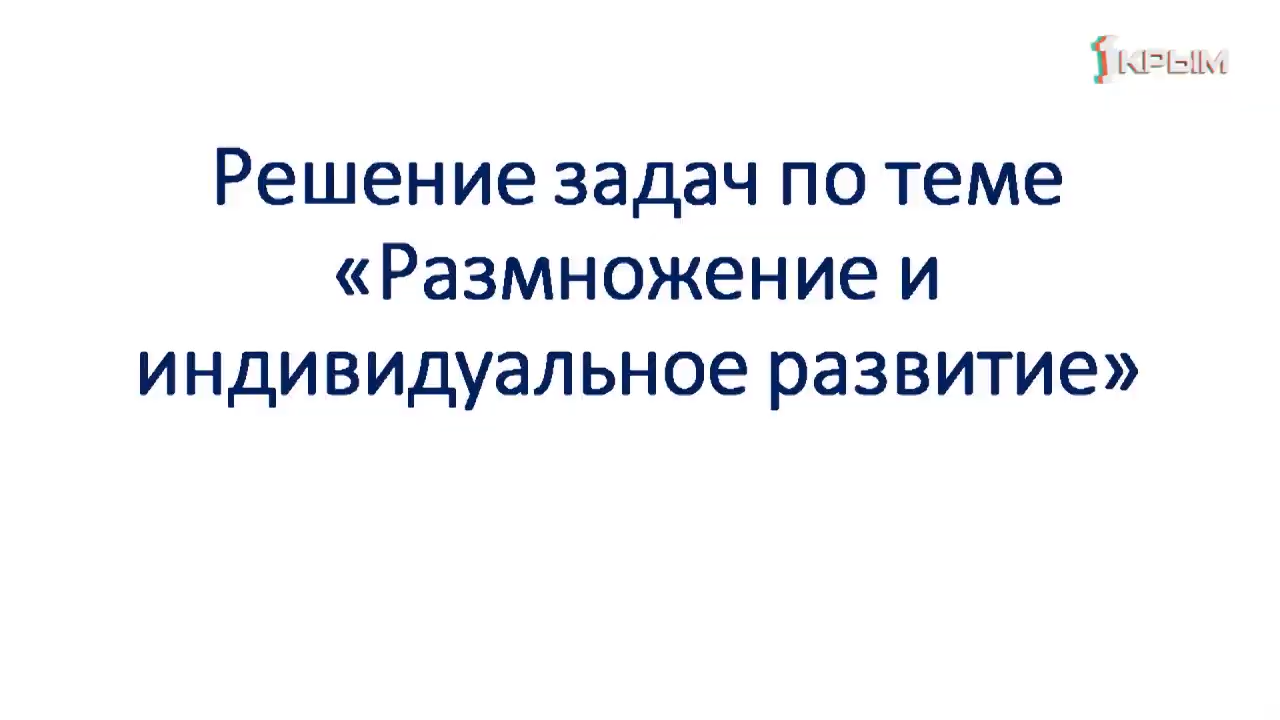 1КРЫМ
Решение задач по теме
«Размножение и
индивидуальное развитие»